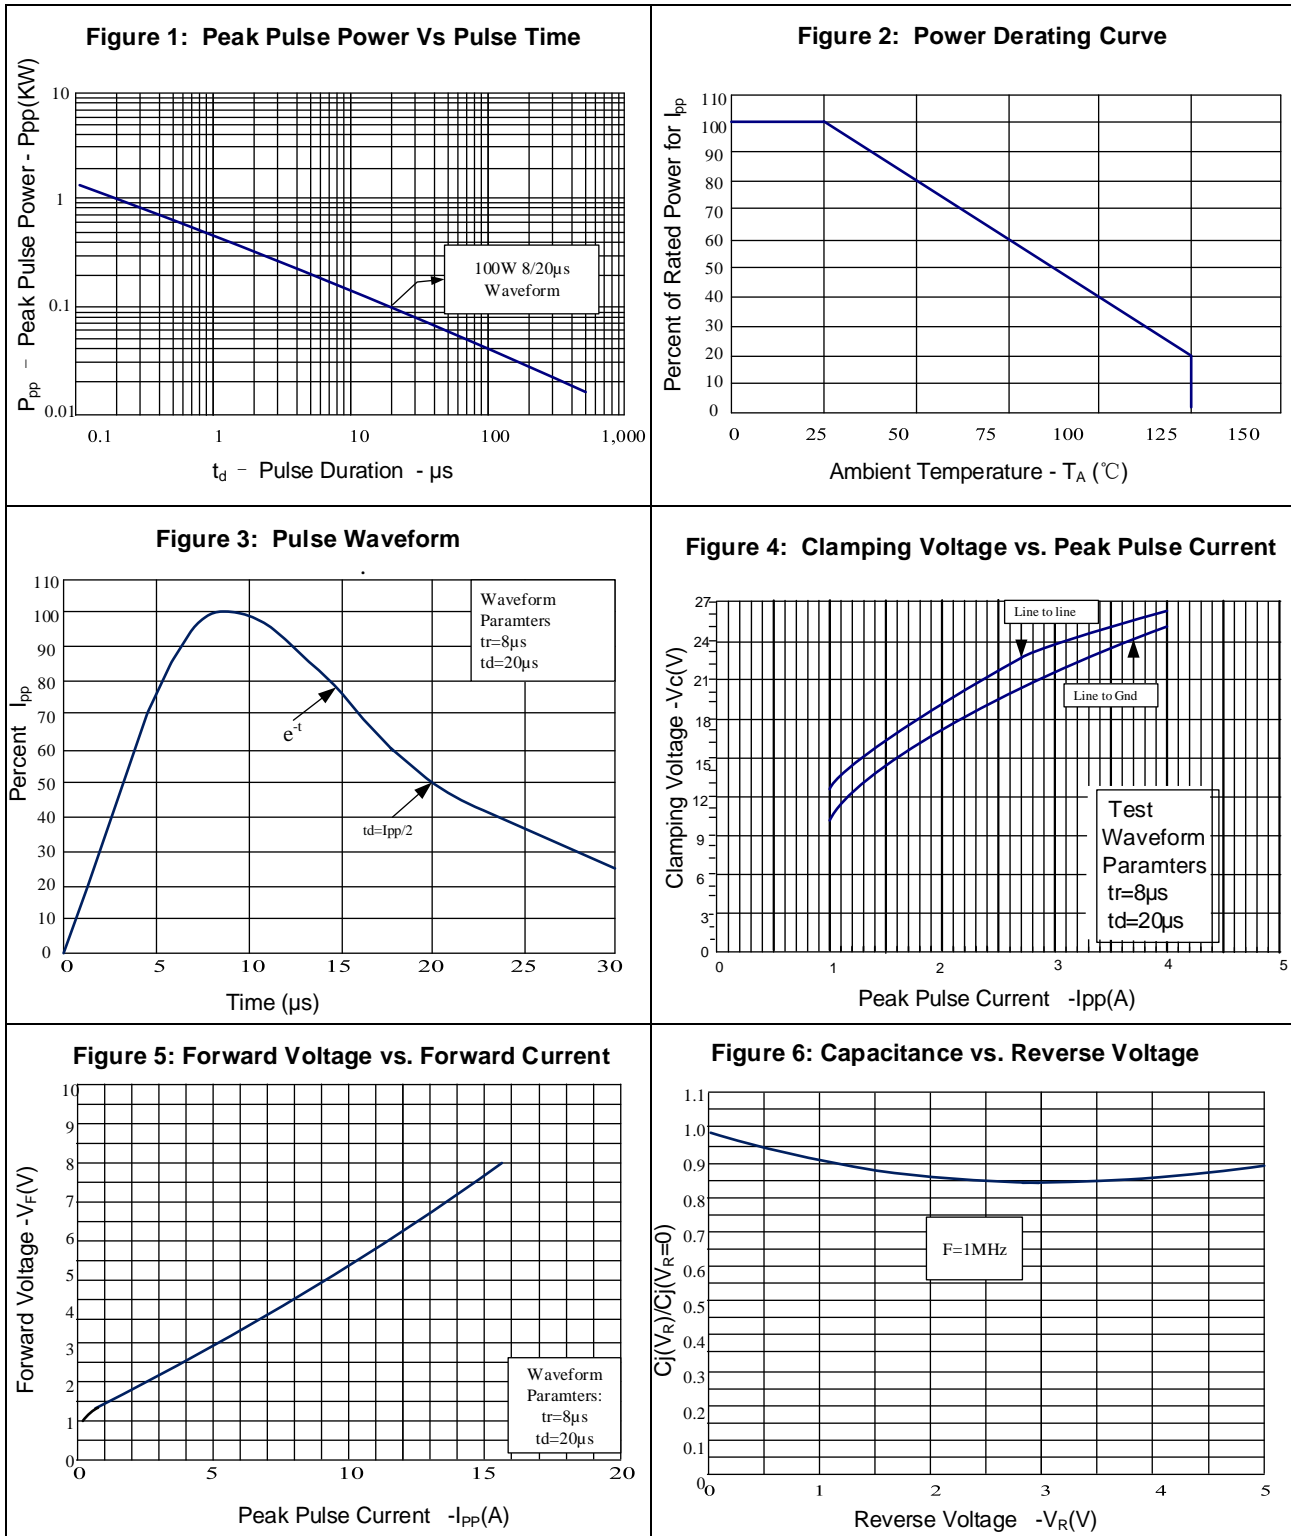 Figure 1: Peak Pulse Power Vs Pulse Time
Ppp – Peak Pulse Power - Ppp(KW)
10
1
0.1
0.01
100W 8/20µs
Waveform
0.1 1 10 100 1,000
td – Pulse Duration - µs
Figure 2: Power Derating Curve
Percent of Rated Power for Ipp
110
100
90
80
70
60
50
40
30
20
10
0
0 25 50 75 100 125 150
Ambient Temperature - TA (℃)
Figure 3: Pulse Waveform
Percent Ipp
110
100
90
80
70
60
50
40
30
20
10
0
Waveform
Paramters
tr=8µs
td=20µs
e-t
td=Ipp/2
0 5 10 15 20 25 30
Time (µs)
Figure 4: Clamping Voltage vs. Peak Pulse Current
Clamping Voltage -Vc(V)
27
24
21
18
15
12
9
6
3
0
Line to line
Line to Gnd
Test
Waveform
Paramters
tr=8µs
td=20µs
0 1 2 3 4 5
Peak Pulse Current -Ipp(A)
Figure 5: Forward Voltage vs. Forward Current
Forward Voltage -VF(V)
10
9
8
7
6
5
4
3
2
1
0
Waveform
Paramters:
tr=8µs
td=20µs
0 5 10 15 20
Peak Pulse Current -IPP(A)
Figure 6: Capacitance vs. Reverse Voltage
Cj(VR)/Cj(VR=0)
1.1
1.0
0.9
0.8
0.7
0.6
0.5
0.4
0.3
0.2
0.1
0
F=1MHz
0 1 2 3 4 5
Reverse Voltage -VR(V)